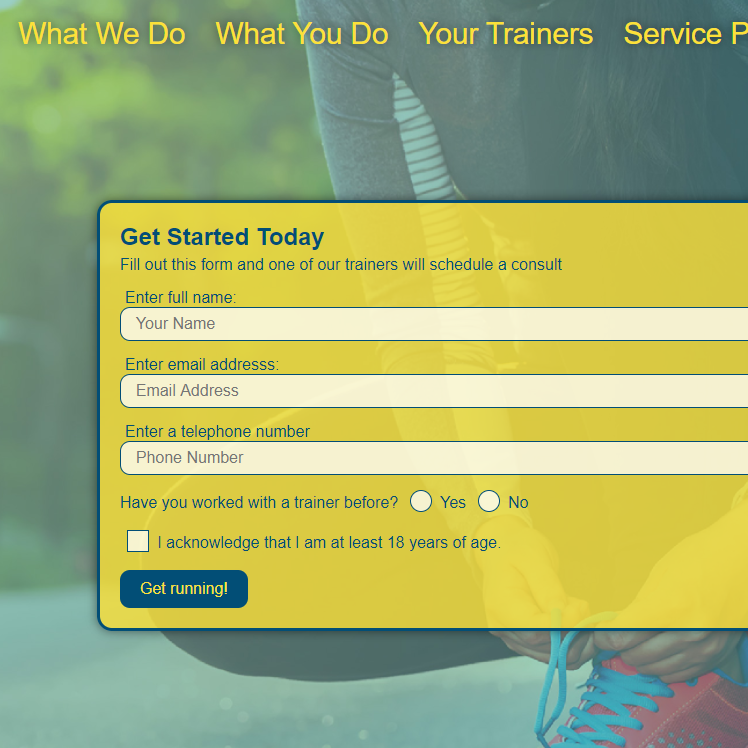 What We Do What You Do Your Trainers Service P
Get Started Today
Fill out this form and one of our trainers will schedule a consult
Enter full name:
Your Name
Enter email addresss:
Email Address
Enter a telephone number
Phone Number
Have you worked with a trainer before? Yes No
I acknowledge that I am at least 18 years of age.
Get running!